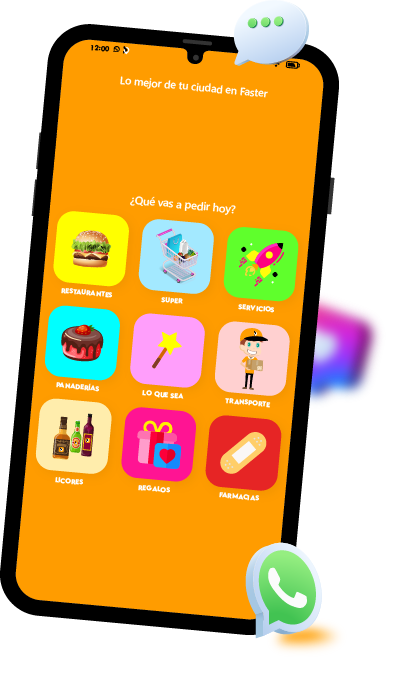 12:00
Lo mejor de tu ciudad en Faster
¿Qué vas a pedir hoy?
RESTAURANTES
SUPER
SERVICIOS
PANADERÍAS
LO QUE SEA
TRANSPORTE
LICORES
REGALOS
FARMACIAS